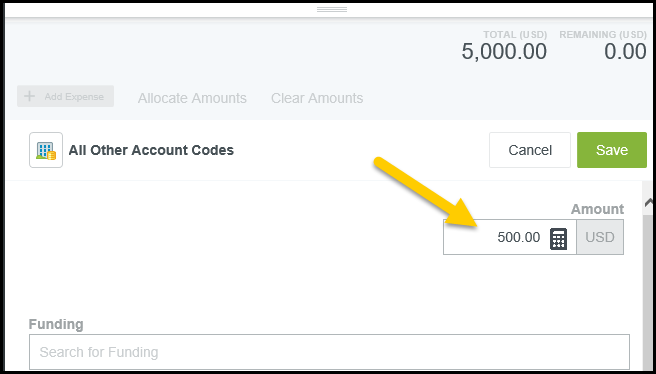 TOTAL (USD) REMAINING (USD)
5,000.00 0.00
+ Add Expense Allocate Amounts Clear Amounts
All Other Account Codes Cancel Save
Amount
500.00 USD
Funding
Search for Funding